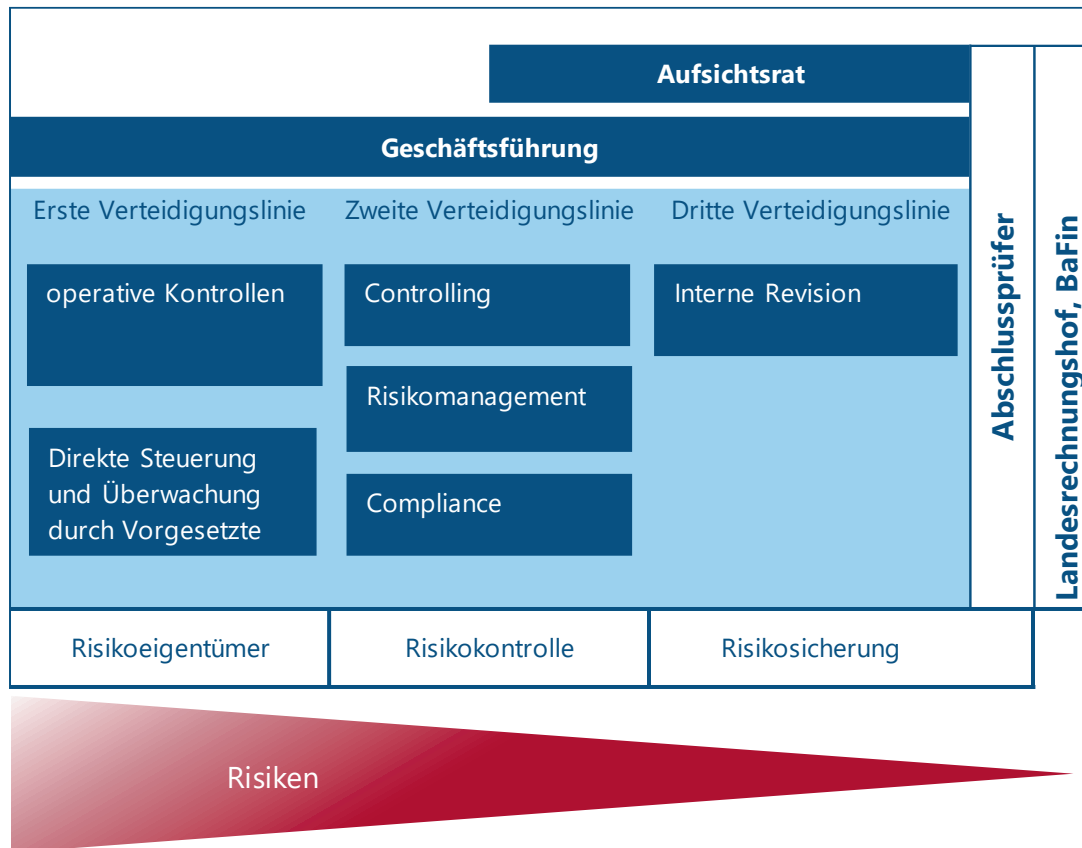 Aufsichtsrat
Geschäftsführung
Erste Verteidigungslinie
Zweite Verteidigungslinie
Dritte Verteidigungslinie
operative Kontrollen
Direkte Steuerung
und Überwachung
durch Vorgesetzte
Controlling
Risikomanagement
Compliance
Interne Revision
Abschlussprüfer
Landesrechnungshof, BaFin
Risikoeigentümer
Risikokontrolle
Risikosicherung
Risiken